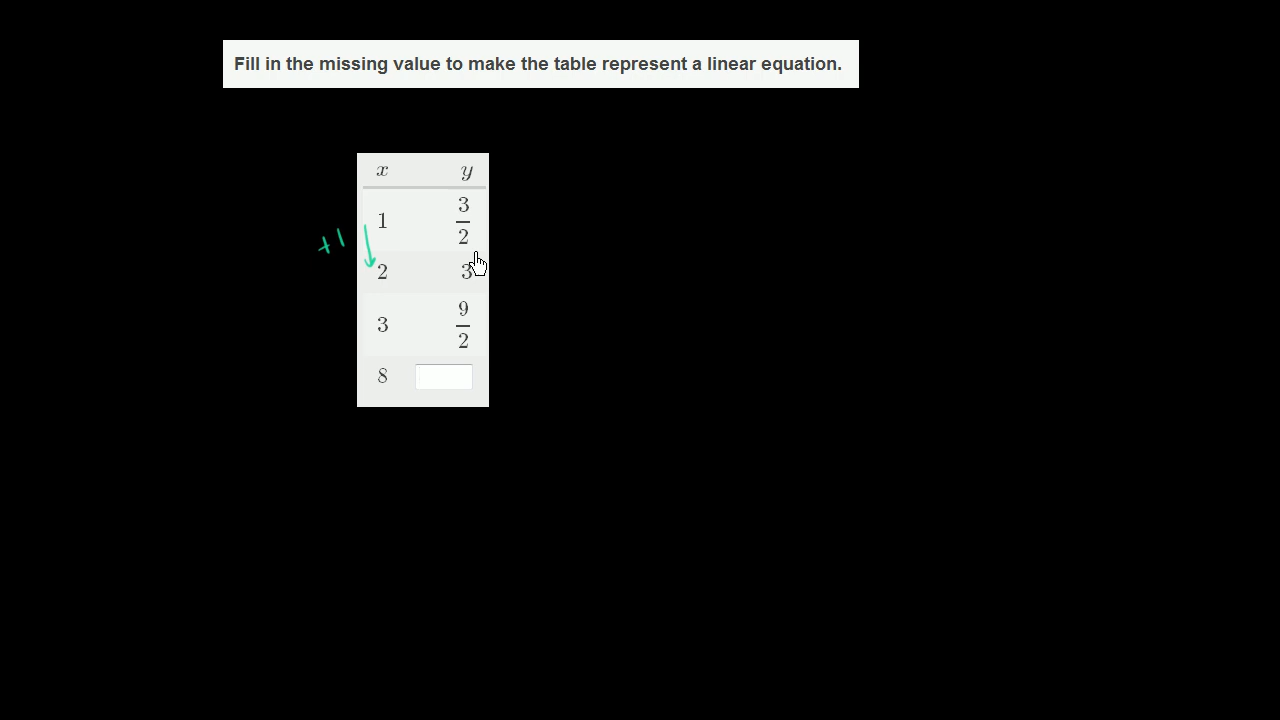 Fill in the missing value to make the table represent a linear equation.
x y
1 3/2
+1
2 3
3 9/2
8